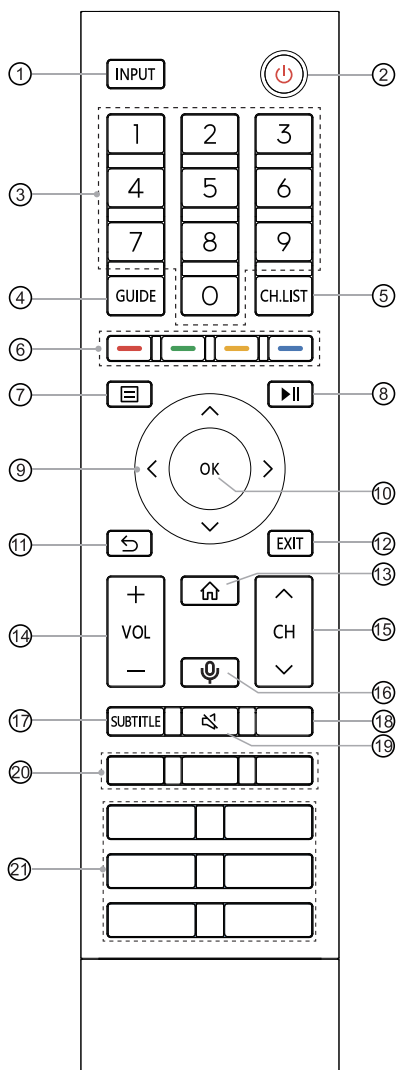 ① INPUT ②
1 2 3
③ 4 5 6
7 8 9
④ GUIDE 0 CH.LIST ⑤
⑥
⑦ ⑧
⑨ OK
⑩
⑪ EXIT ⑫
⑬
+
⑭ VOL CH ⑮
—
⑯
⑰ SUBTITLE ⑱
⑲
⑳
㉑